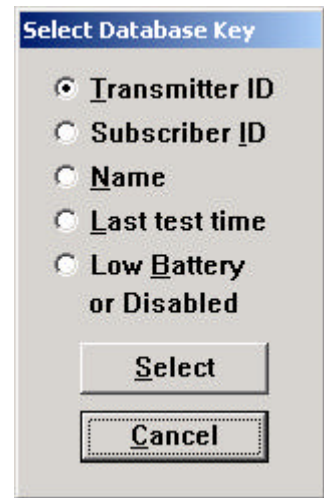 Select Database Key
Transmitter ID
Subscriber ID
Name
Last test time
Low Battery
or Disabled
Select
Cancel